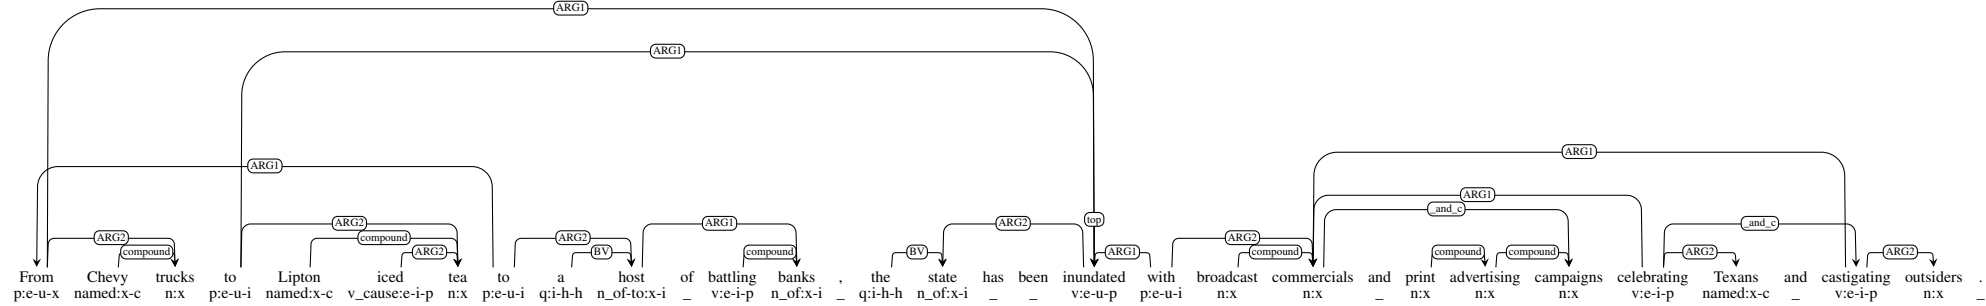 ARG1
ARG1
ARG1 ARG1
ARG1
ARG2 ARG2 ARG1 ARG2 top _and_c _and_c
ARG2 compound ARG2 ARG2
compound ARG2 BV compound BV ARG1 compound compound compound ARG2 ARG2
From Chevy trucks to Lipton iced tea to a host of battling banks , the state has been inundated with broadcast commercials and print advertising campaigns celebrating Texans and castigating outsiders
p:e-u-x named:x-c n:x p:e-u-i named:x-c v_cause:e-i-p n:x p:e-u-i q:i-h-h n_of-to:x-i _ v:e-i-p n_of:x-i _ q:i-h-h n_of:x-i _ _ v:e-u-p p:e-u-i n:x n:x _ n:x n:x n:x v:e-i-p named:x-c _ v:e-i-p n:x _